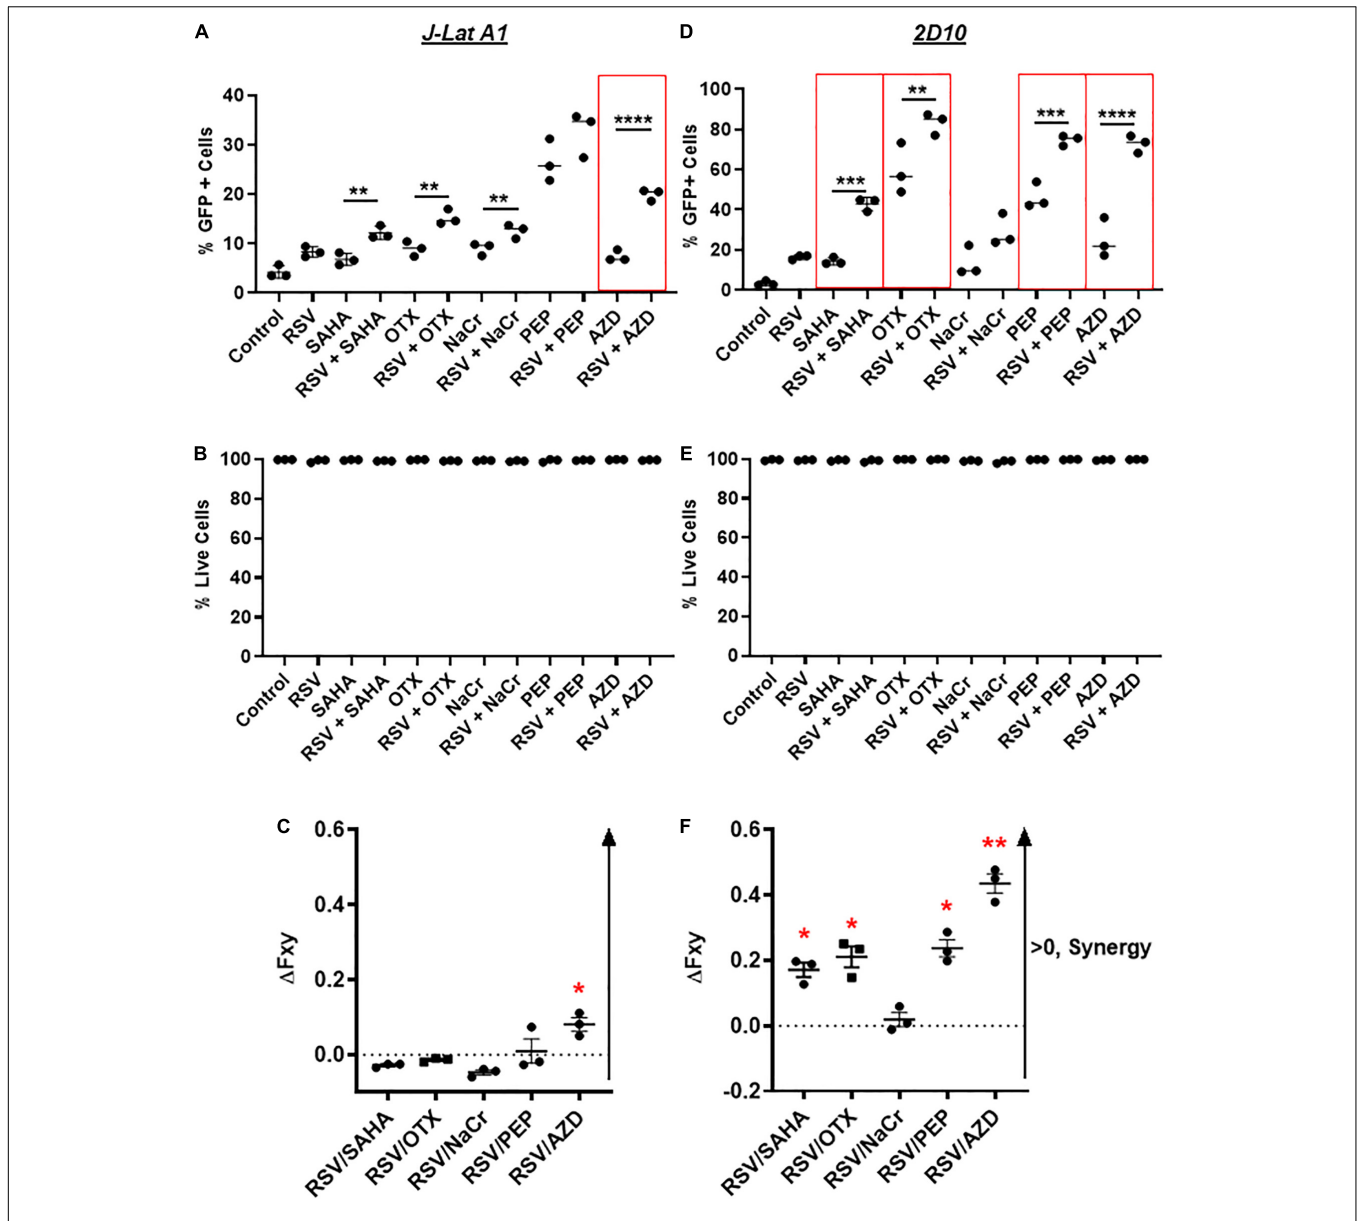 A
J-Lat A1
% GFP + Cells
40
30
20
10
0
**
**
**
****
Control
RSV
SAHA
RSV + SAHA
OTX
RSV + OTX
NaCr
RSV + NaCr
PEP
RSV + PEP
AZD
RSV + AZD
D
2D10
% GFP+ Cells
100
80
60
40
20
0
***
**
***
****
Control
RSV
SAHA
RSV + SAHA
OTX
RSV + OTX
NaCr
RSV + NaCr
PEP
RSV + PEP
AZD
RSV + AZD
B
% Live Cells
100
80
60
40
20
0
Control
RSV
SAHA
RSV + SAHA
OTX
RSV + OTX
NaCr
RSV + NaCr
PEP
RSV + PEP
AZD
RSV + AZD
E
% Live Cells
100
80
60
40
20
0
Control
RSV
SAHA
RSV + SAHA
OTX
RSV + OTX
NaCr
RSV + NaCr
PEP
RSV + PEP
AZD
RSV + AZD
C
ΔFxy
0.6
0.4
0.2
0.0
*
RSV/SAHA
RSV/OTX
RSV/NaCr
RSV/PEP
RSV/AZD
F
ΔFxy
0.6
0.4
0.2
0.0
-0.2
*
*
*
**
>0, Synergy
RSV/SAHA
RSV/OTX
RSV/NaCr
RSV/PEP
RSV/AZD